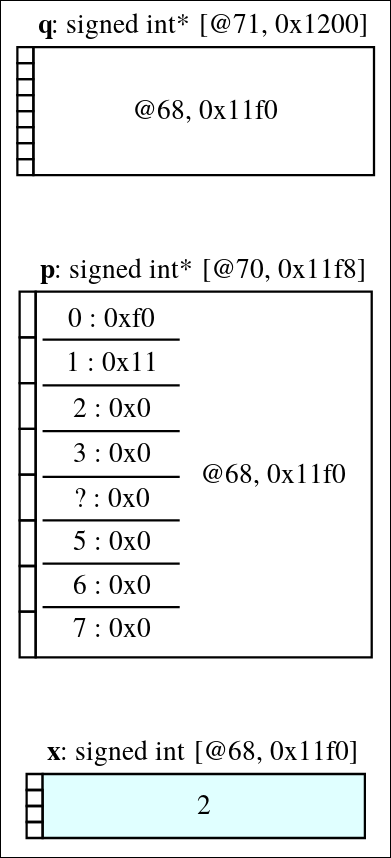 q: signed int* [@71, 0x1200]
@68, 0x11f0
p: signed int* [@70, 0x11f8]
0 : 0xf0
1 : 0x11
2 : 0x0
3 : 0x0
@68, 0x11f0
? : 0x0
5 : 0x0
6 : 0x0
7 : 0x0
x: signed int [@68, 0x11f0]
2